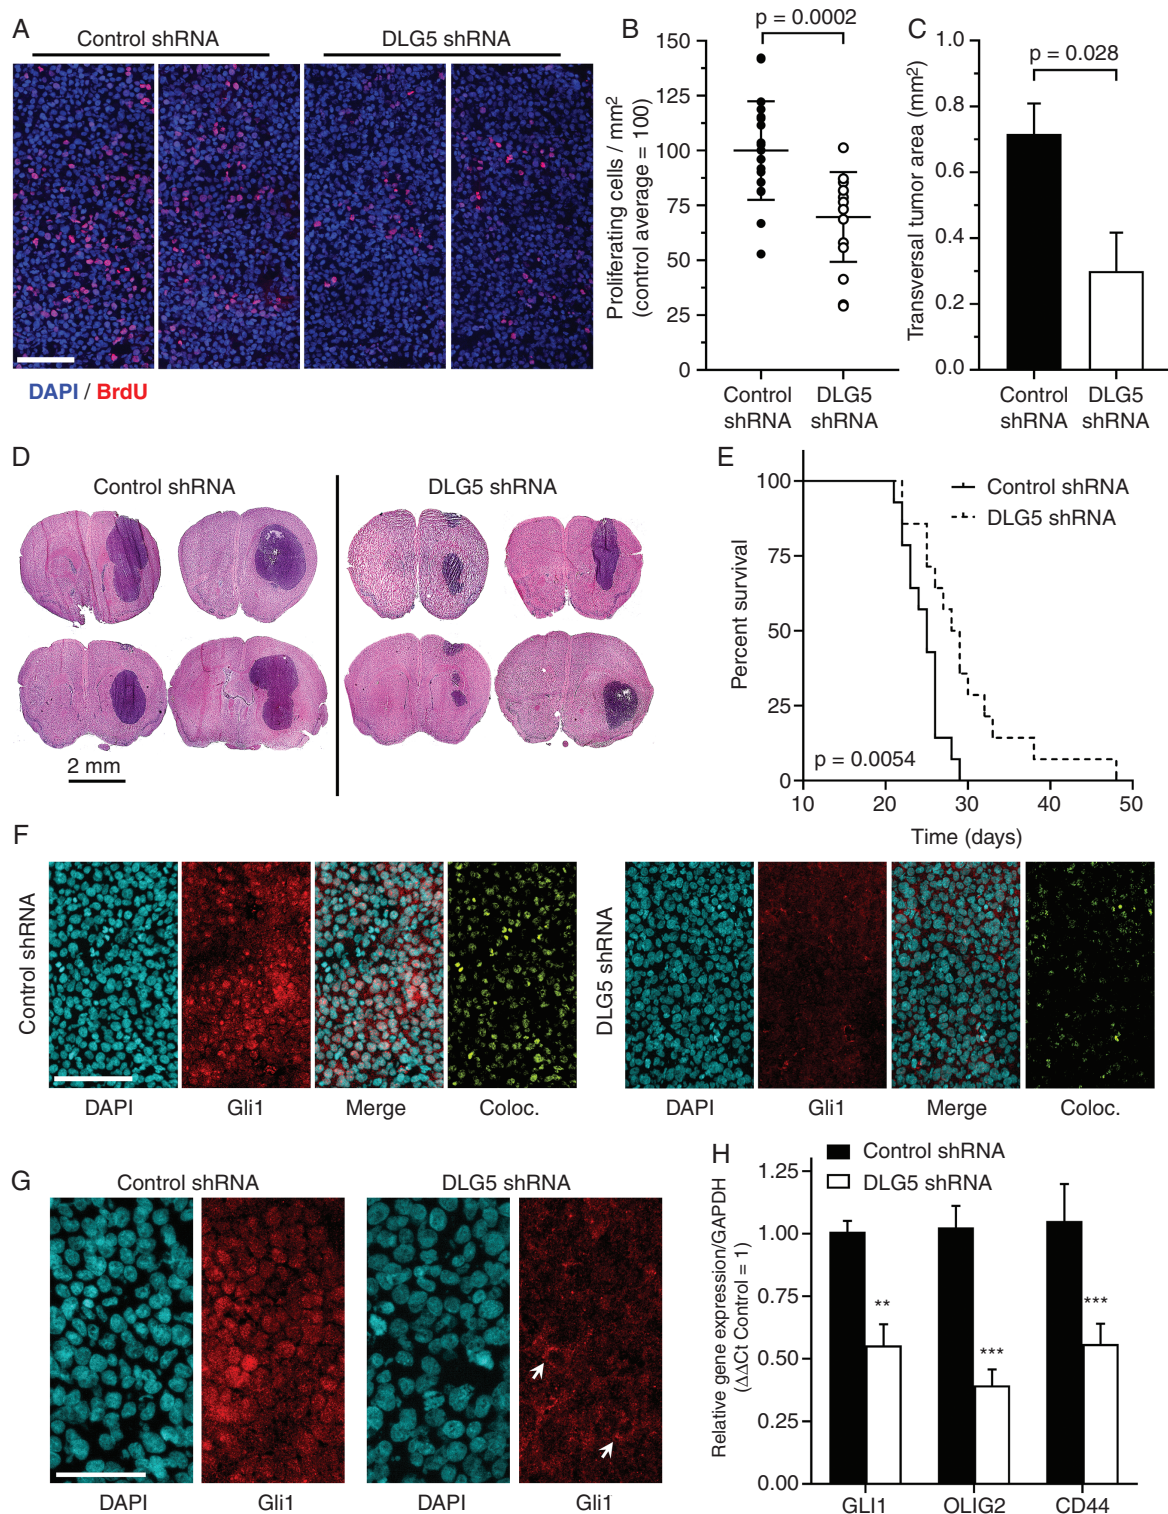 A
Control shRNA
DLG5 shRNA
DAPI / BrdU
B
p = 0.0002
Proliferating cells / mm²
(control average = 100)
150
125
100
75
50
25
0
Control
shRNA
DLG5
shRNA
C
p = 0.028
Transversal tumor area (mm²)
1.0
0.8
0.6
0.4
0.2
0.0
Control
shRNA
DLG5
shRNA
D
Control shRNA
DLG5 shRNA
2 mm
E
Control shRNA
DLG5 shRNA
Percent survival
100
75
50
25
0
p = 0.0054
10
20
30
40
50
Time (days)
F
Control shRNA
DAPI
Gli1
Merge
Coloc.
DLG5 shRNA
DAPI
Gli1
Merge
Coloc.
G
Control shRNA
DLG5 shRNA
DAPI
Gli1
DAPI
Gli1
H
Control shRNA
DLG5 shRNA
Relative gene expression/GAPDH
(ΔΔCt Control = 1)
1.25
1.00
0.75
0.50
0.25
0.00
**
***
***
GLI1
OLIG2
CD44